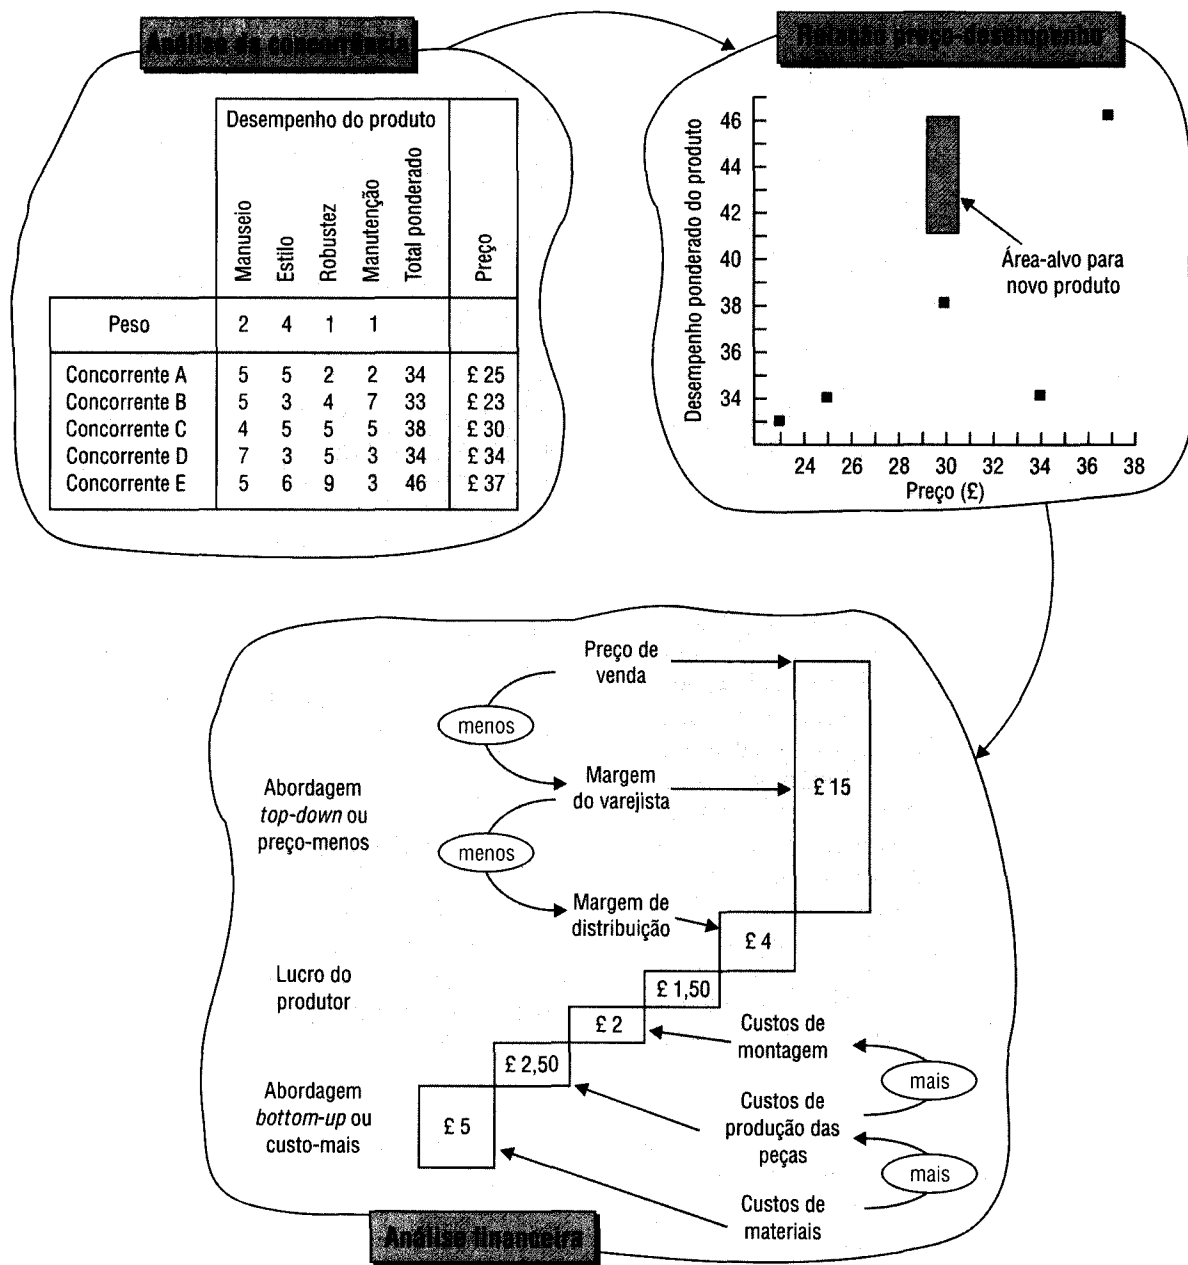 Análise da concorrência
Desempenho do produto
Manuseio
Estilo
Robustez
Manutenção
Total ponderado
Preço
Peso 2 4 1 1
Concorrente A 5 5 2 2 34 £ 25
Concorrente B 5 3 4 7 33 £ 23
Concorrente C 4 5 5 5 38 £ 30
Concorrente D 7 3 5 3 34 £ 34
Concorrente E 5 6 9 3 46 £ 37
Relação preço-desempenho
Desempenho ponderado do produto
46
44
42
40
38
36
34
Área-alvo para
novo produto
24 26 28 30 32 34 36 38
Preço (£)
Preço de
venda
menos
Margem
do varejista
£ 15
Abordagem
top-down ou
preço-menos
menos
Margem de
distribuição
£ 4
Lucro do
produtor
£ 1,50
£ 2
Custos de
montagem
£ 2,50
mais
Abordagem
bottom-up ou
custo-mais
£ 5
Custos de
produção das
peças
mais
Custos de
materiais
Análise financeira